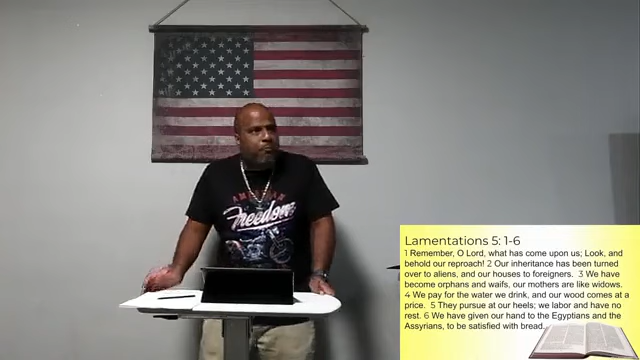 AMERICAN
Freedom
Lamentations 5: 1-6
1 Remember, O Lord, what has come upon us; Look, and
behold our reproach! 2 Our inheritance has been turned
over to aliens, and our houses to foreigners. 3 We have
become orphans and waifs, our mothers are like widows.
4 We pay for the water we drink, and our wood comes at a
price. 5 They pursue at our heels; we labor and have no
rest. 6 We have given our hand to the Egyptians and the
Assyrians, to be satisfied with bread.